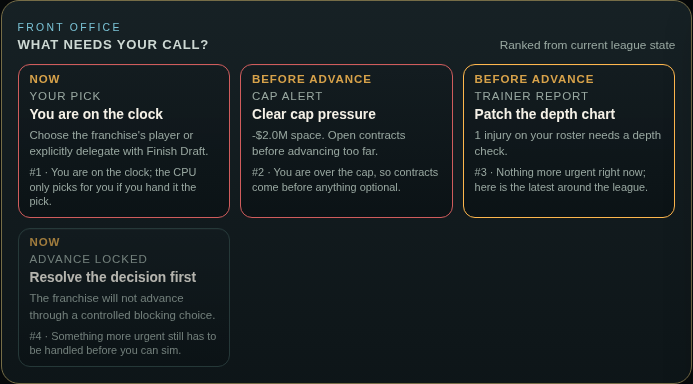 FRONT OFFICE
WHAT NEEDS YOUR CALL?
Ranked from current league state
NOW
YOUR PICK
You are on the clock
Choose the franchise's player or
explicitly delegate with Finish Draft.
#1 · You are on the clock; the CPU
only picks for you if you hand it the
pick.
BEFORE ADVANCE
CAP ALERT
Clear cap pressure
-$2.0M space. Open contracts
before advancing too far.
#2 · You are over the cap, so contracts
come before anything optional.
BEFORE ADVANCE
TRAINER REPORT
Patch the depth chart
1 injury on your roster needs a depth
check.
#3 · Nothing more urgent right now;
here is the latest around the league.
NOW
ADVANCE LOCKED
Resolve the decision first
The franchise will not advance
through a controlled blocking choice.
#4 · Something more urgent still has to
be handled before you can sim.